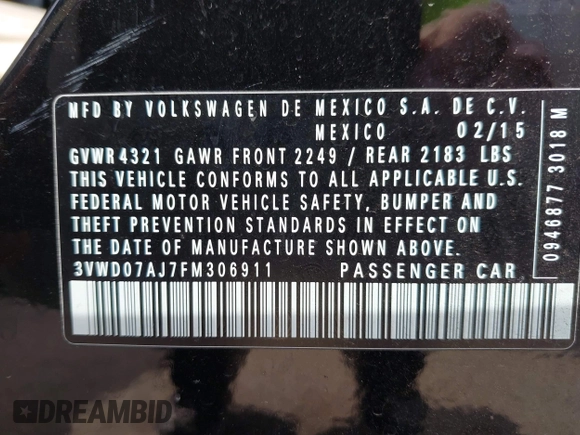 MFD BY VOLKSWAGEN DE MEXICO S.A. DE C.V.
MEXICO 02/15
GVWR 4321 GAWR FRONT 2249 / REAR 2183 LBS
THIS VEHICLE CONFORMS TO ALL APPLICABLE U.S.
FEDERAL MOTOR VEHICLE SAFETY, BUMPER AND
THEFT PREVENTION STANDARDS IN EFFECT ON
THE DATE OF MANUFACTURE SHOWN ABOVE.
3VWD07AJ7FM306911 PASSENGER CAR
0946877 3018 M
DREAMBID